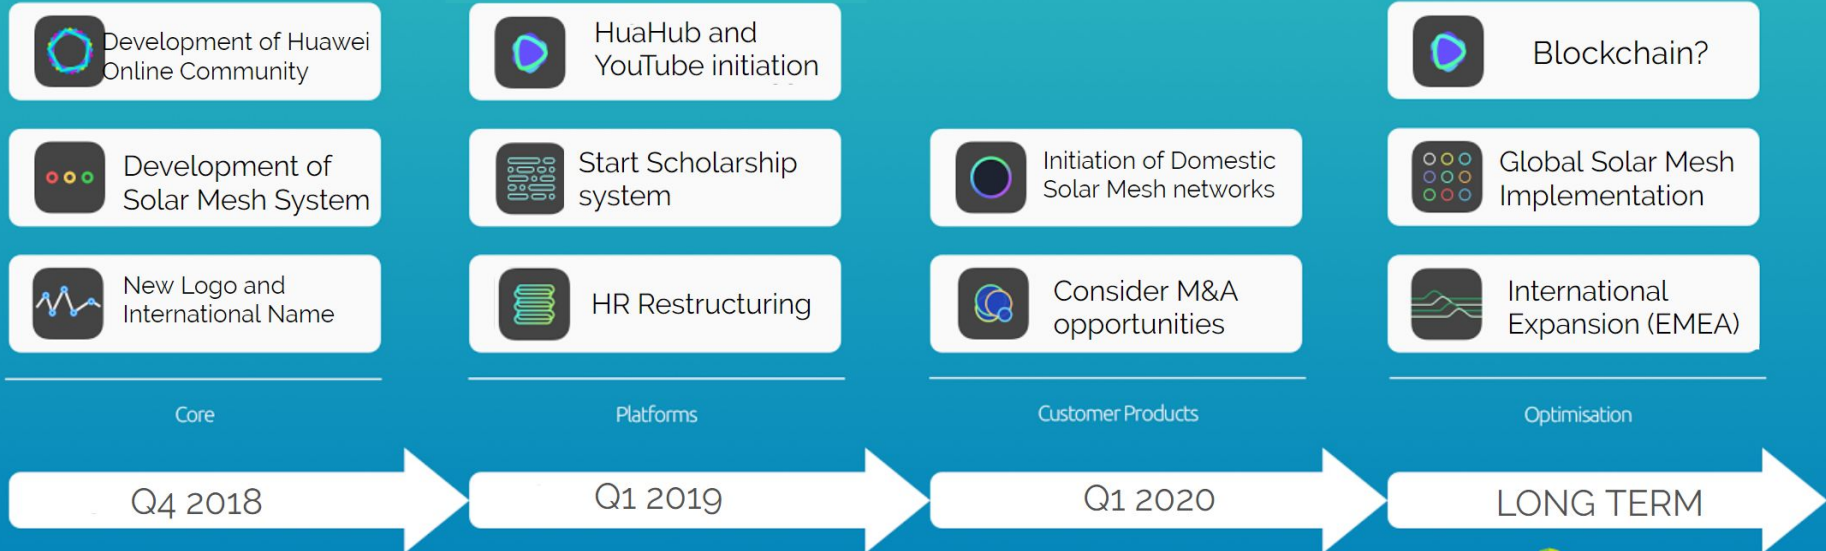 Development of Huawei
Online Community
Development of
Solar Mesh System
New Logo and
International Name
Core
Q4 2018
HuaHub and
YouTube initiation
Start Scholarship
system
HR Restructuring
Platforms
Q1 2019
Initiation of Domestic
Solar Mesh networks
Consider M&A
opportunities
Customer Products
Q1 2020
Blockchain?
Global Solar Mesh
Implementation
International
Expansion (EMEA)
Optimisation
LONG TERM